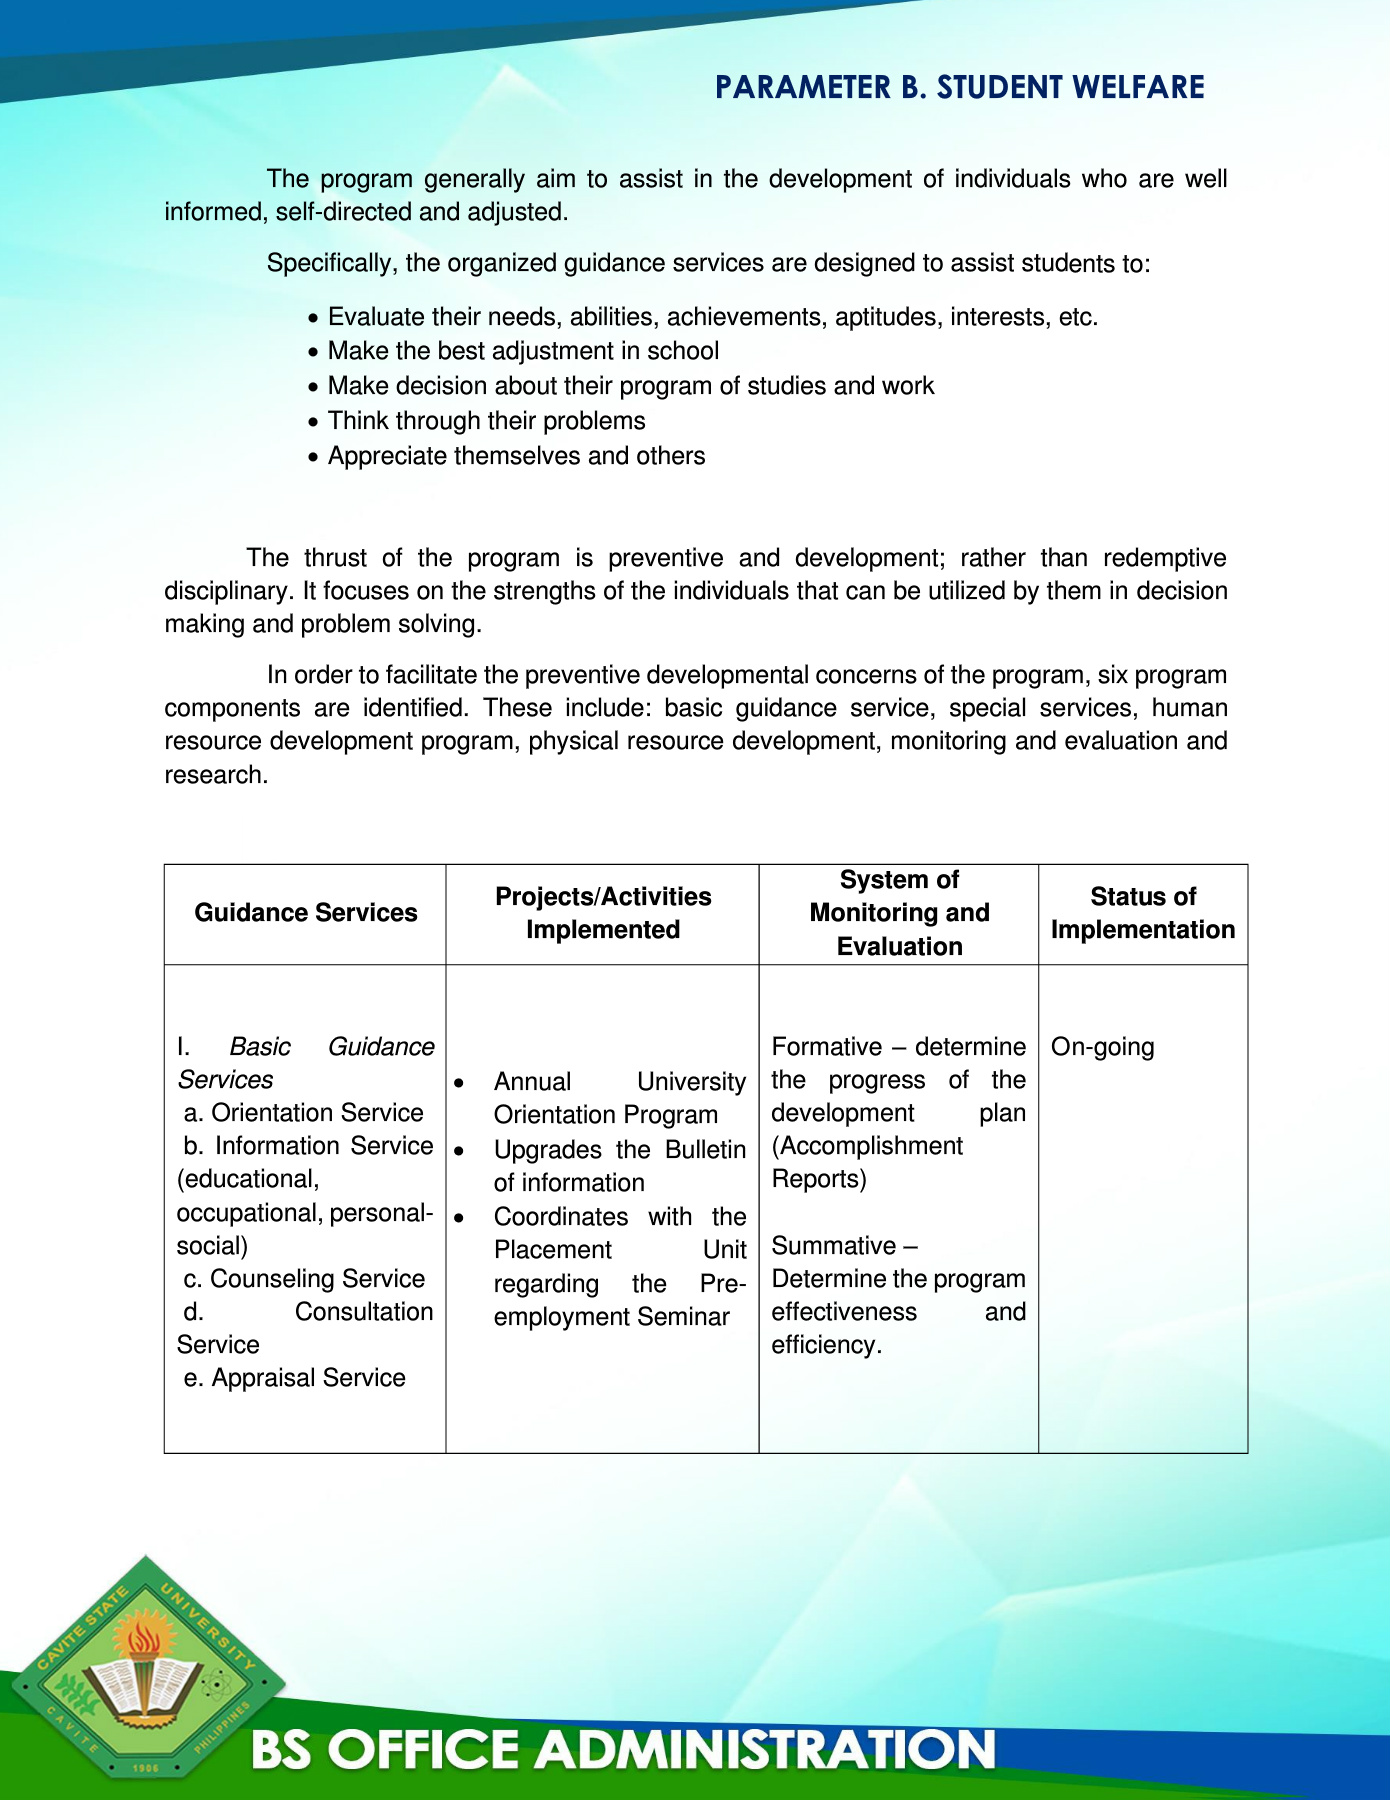 PARAMETER B. STUDENT WELFARE
The program generally aim to assist in the development of individuals who are well
informed, self-directed and adjusted.
Specifically, the organized guidance services are designed to assist students to:
• Evaluate their needs, abilities, achievements, aptitudes, interests, etc.
• Make the best adjustment in school
• Make decision about their program of studies and work
• Think through their problems
• Appreciate themselves and others
The thrust of the program is preventive and development; rather than redemptive
disciplinary. It focuses on the strengths of the individuals that can be utilized by them in decision
making and problem solving.
In order to facilitate the preventive developmental concerns of the program, six program
components are identified. These include: basic guidance service, special services, human
resource development program, physical resource development, monitoring and evaluation and
research.
Guidance Services
Projects/Activities
Implemented
System of
Monitoring and
Evaluation
Status of
Implementation
I. Basic Guidance
Services
a. Orientation Service
b. Information Service
(educational,
occupational, personal-
social)
c. Counseling Service
d. Consultation
Service
e. Appraisal Service
• Annual University
Orientation Program
• Upgrades the Bulletin
of information
• Coordinates with the
Placement Unit
regarding the Pre-
employment Seminar
Formative – determine
the progress of the
development plan
(Accomplishment
Reports)
Summative –
Determine the program
effectiveness and
efficiency.
On-going
CAVITE STATE UNIVERSITY
CAVITE PHILIPPINES
1906
BS OFFICE ADMINISTRATION